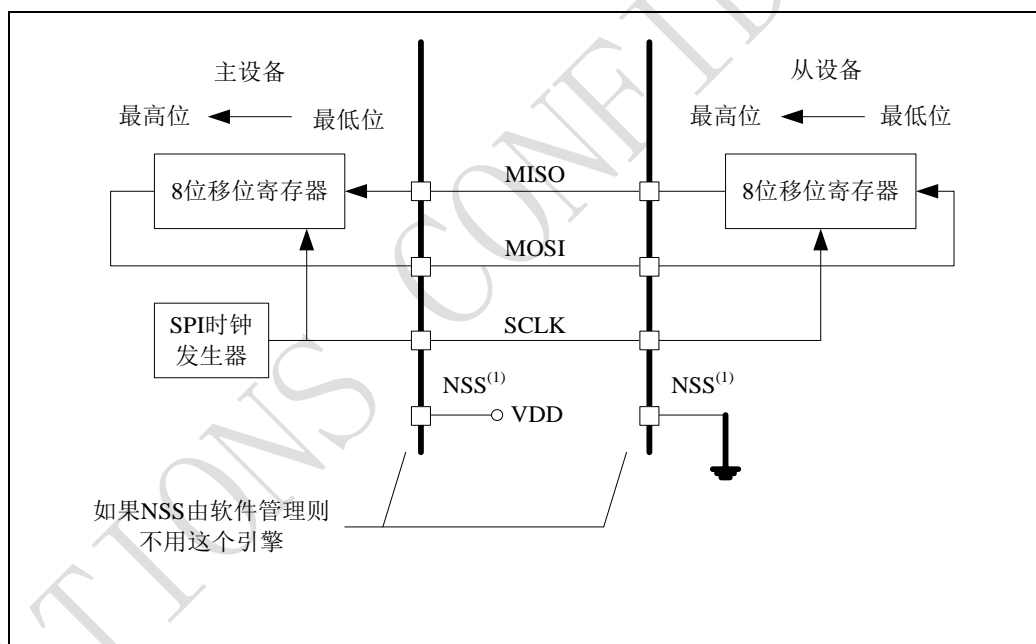 主设备
从设备
最高位
最低位
最高位
最低位
8位移位寄存器
MISO
8位移位寄存器
MOSI
SPI时钟
发生器
SCLK
NSS(1)
NSS(1)
VDD
如果NSS由软件管理则
不用这个引擎
TIONS CONFID